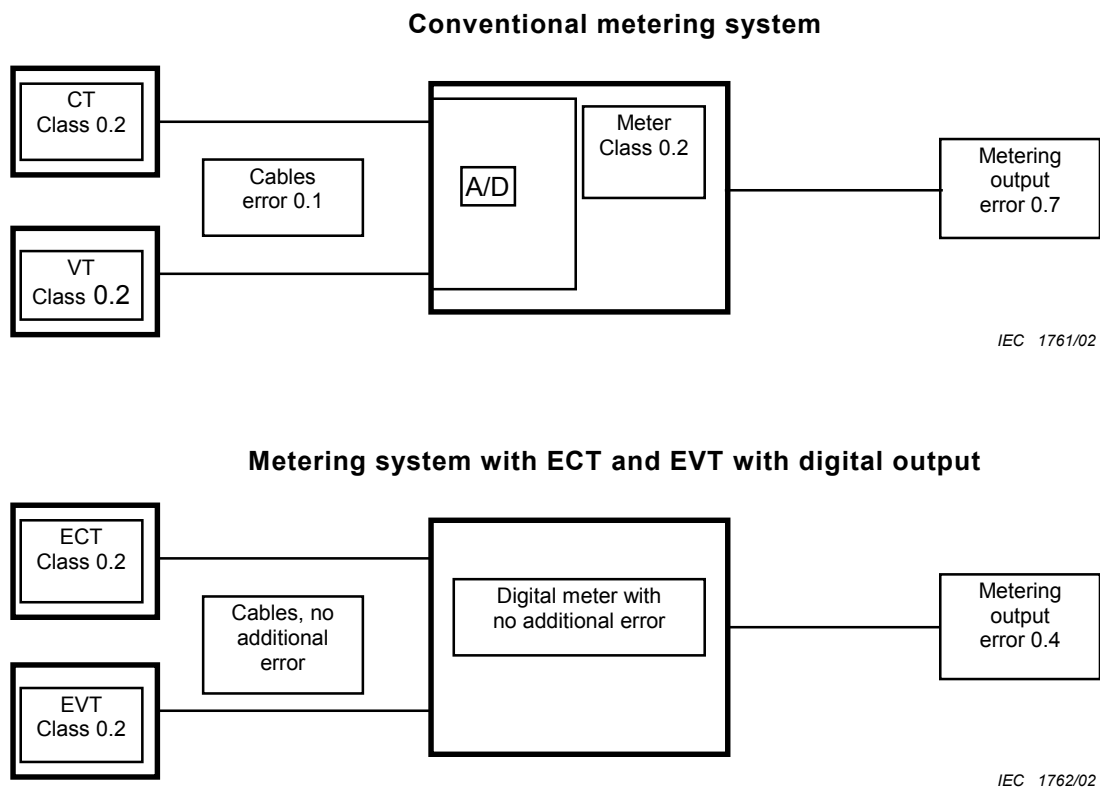 Conventional metering system
CT
Class 0.2
Cables
error 0.1
VT
Class 0.2
A/D
Meter
Class 0.2
Metering
output
error 0.7
IEC 1761/02
Metering system with ECT and EVT with digital output
ECT
Class 0.2
Cables, no
additional
error
EVT
Class 0.2
Digital meter with
no additional error
Metering
output
error 0.4
IEC 1762/02